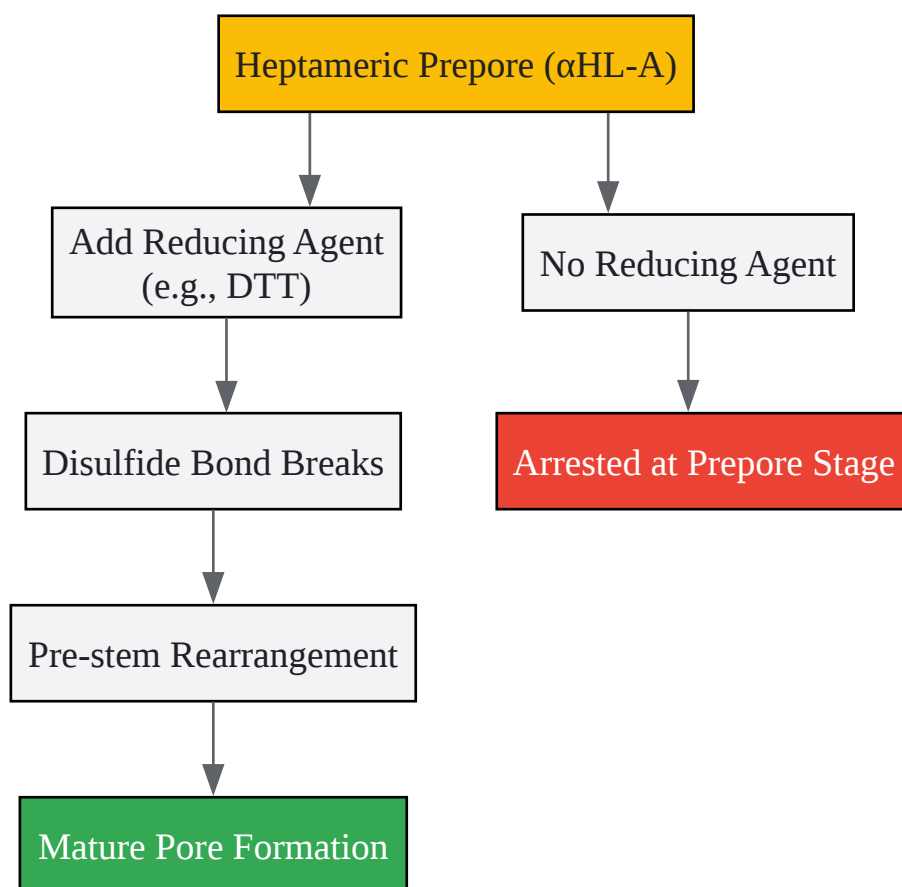 Heptameric Prepore (αHL-A)
Add Reducing Agent
(e.g., DTT)
No Reducing Agent
Disulfide Bond Breaks
Arrested at Prepore Stage
Pre-stem Rearrangement
Mature Pore Formation